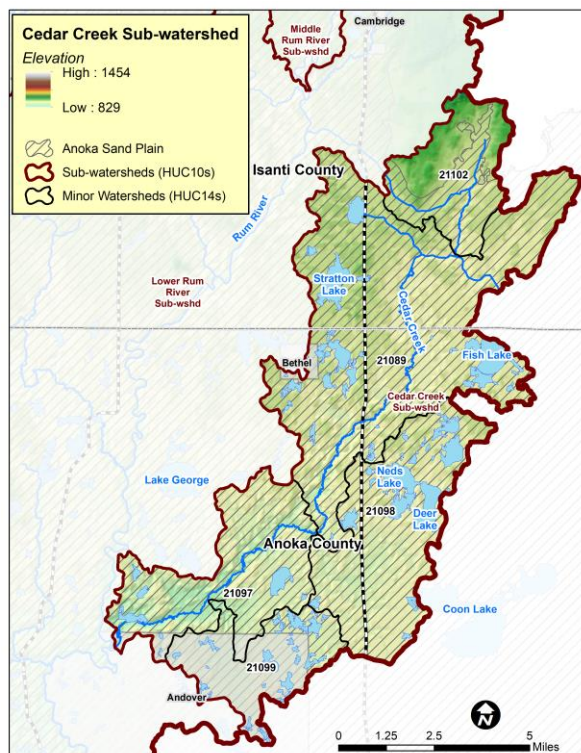 Cedar Creek Sub-watershed
Elevation
High : 1454
Low : 829
Anoka Sand Plain
Sub-watersheds (HUC10s)
Minor Watersheds (HUC14s)
Middle
Rum River
Sub-wshd
Cambridge
Isanti County
21102
Rum River
Lower Rum
River
Sub-wshd
Stratton
Lake
Cedar Creek
Bethel
21089
Fish Lake
Cedar Creek
Sub-wshd
Lake George
Neds
Lake
Deer
Lake
21098
Anoka County
21097
Coon Lake
21099
Andover
N
0 1.25 2.5 5
Miles